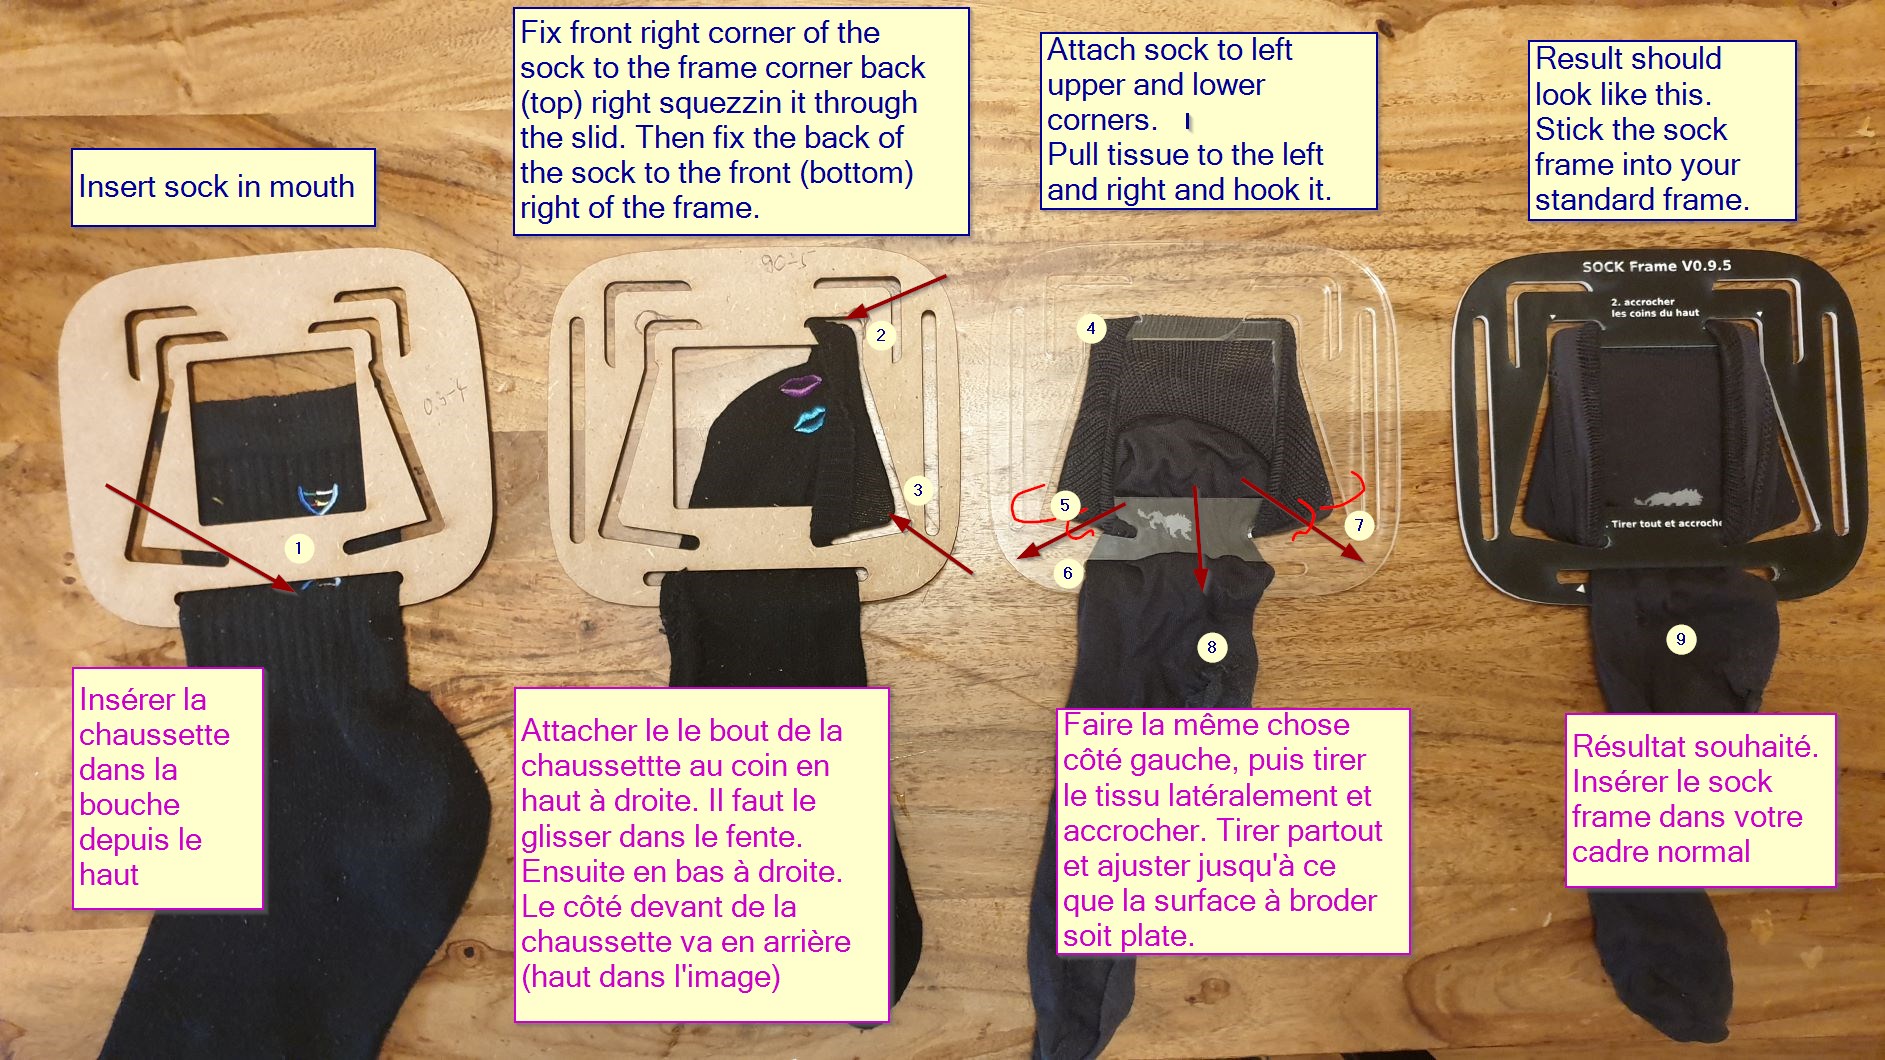 Insert sock in mouth
Fix front right corner of the
sock to the frame corner back
(top) right squezzin it through
the slid. Then fix the back of
the sock to the front (bottom)
right of the frame.
Attach sock to left
upper and lower
corners.
Pull tissue to the left
and right and hook it.
Result should
look like this.
Stick the sock
frame into your
standard frame.
0.9-4
90-5
SOCK Frame V0.9.5
2. accrocher
les coins du haut
. Tirer tout et accroche
1
2
3
4
5
6
7
8
9
Insérer la
chaussette
dans la
bouche
depuis le
haut
Attacher le le bout de la
chaussettte au coin en
haut à droite. Il faut le
glisser dans le fente.
Ensuite en bas à droite.
Le côté devant de la
chaussette va en arrière
(haut dans l'image)
Faire la même chose
côté gauche, puis tirer
le tissu latéralement et
accrocher. Tirer partout
et ajuster jusqu'à ce
que la surface à broder
soit plate.
Résultat souhaité.
Insérer le sock
frame dans votre
cadre normal